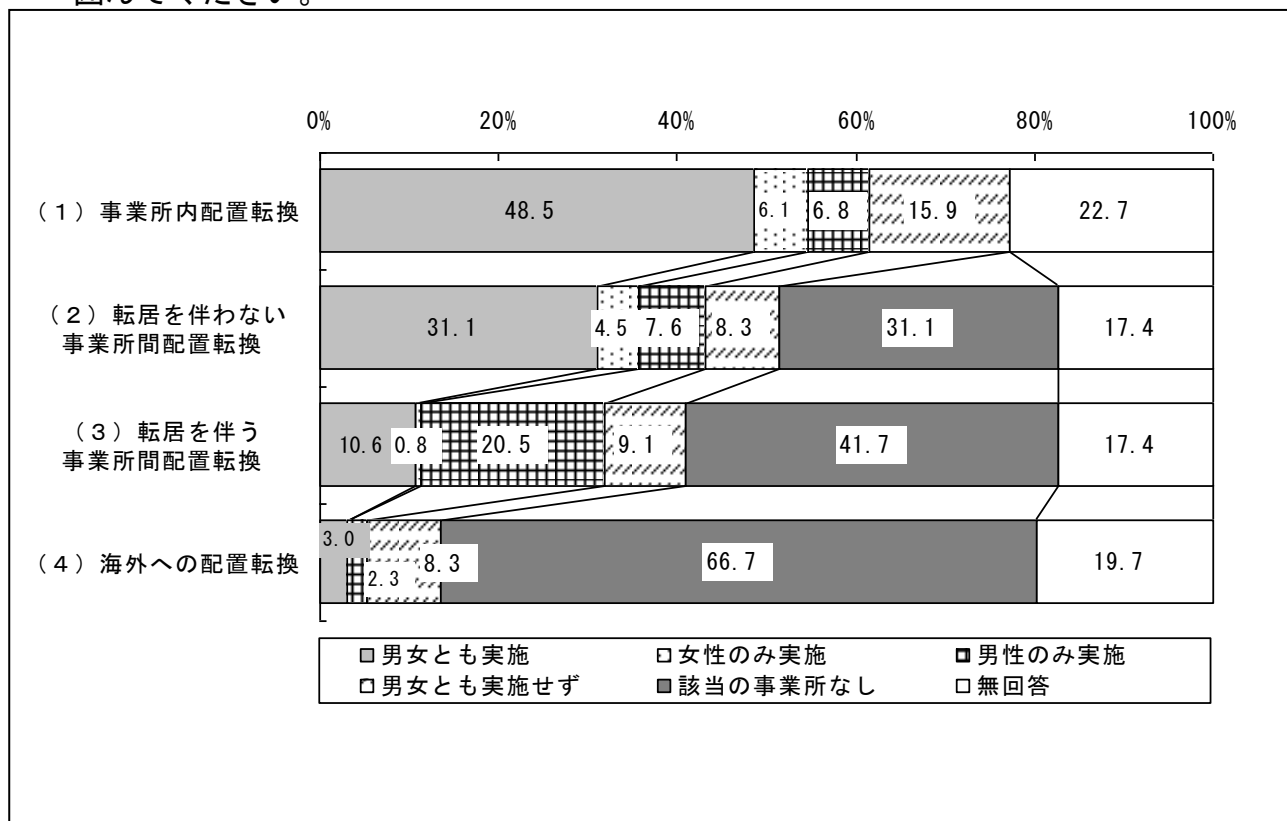 囲んでください。
0% 20% 40% 60% 80% 100%
(1)事業所内配置転換 48.5 6.1 6.8 15.9 22.7
(2)転居を伴わない
事業所間配置転換 31.1 4.5 7.6 8.3 31.1 17.4
(3)転居を伴う
事業所間配置転換 10.6 0.8 20.5 9.1 41.7 17.4
(4)海外への配置転換 3.0 2.3 8.3 66.7 19.7
男女とも実施 女性のみ実施 男性のみ実施
男女とも実施せず 該当の事業所なし 無回答